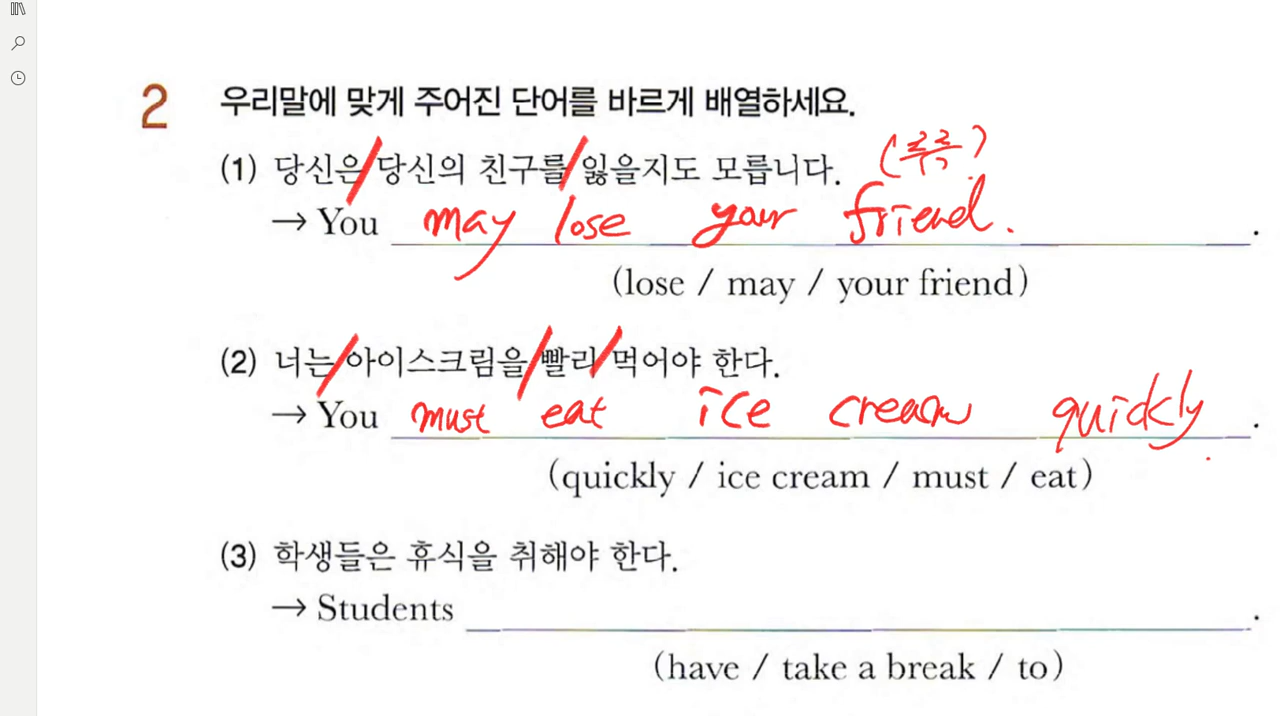 2 우리말에 맞게 주어진 단어를 바르게 배열하세요.
(1) 당신은/당신의 친구를/잃을지도 모릅니다. (추측?
→ You may lose your friend. .
(lose / may / your friend)
(2) 너는/아이스크림을/빨리/먹어야 한다.
→ You must eat ice cream quickly. .
(quickly / ice cream / must / eat)
(3) 학생들은 휴식을 취해야 한다.
→ Students .
(have / take a break / to)